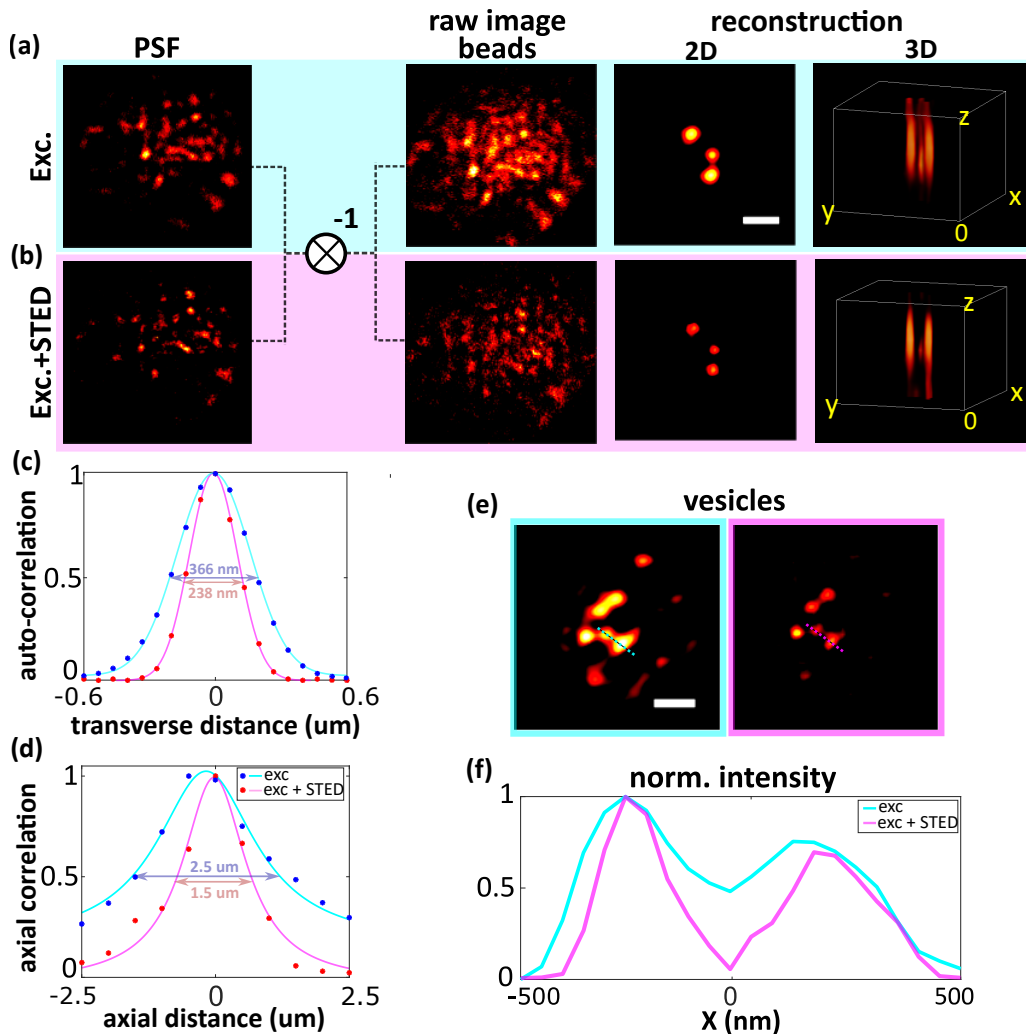 (a)
PSF
raw image
beads
reconstruction
2D
3D
Exc.
z
x
y
0
-1
(b)
Exc.+STED
z
x
y
0
(c)
auto-correlation
1
0.5
0
366 nm
238 nm
-0.6
0
0.6
transverse distance (um)
(d)
axial correlation
1
0.5
0
exc
exc + STED
2.5 um
1.5 um
-2.5
0
2.5
axial distance (um)
(e)
vesicles
(f)
norm. intensity
1
0.5
0
exc
exc + STED
-500
0
500
X (nm)